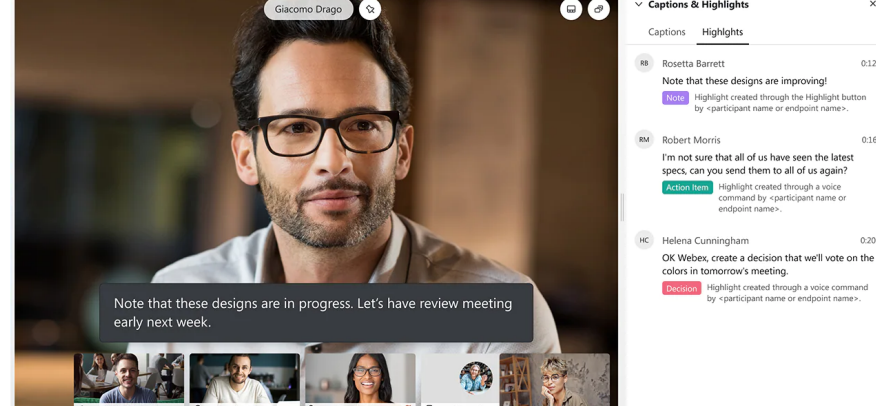 Giacomo Drago
Captions & Highlights
Captions Highlights
RB Rosetta Barrett 0:12
Note that these designs are improving!
Note Highlight created through the Highlight button
by <participant name or endpoint name>.
RM Robert Morris 0:16
I'm not sure that all of us have seen the latest
specs, can you send them to all of us again?
Action Item Highlight created through a voice
command by <participant name or
endpoint name>.
HC Helena Cunningham 0:20
OK Webex, create a decision that we'll vote on the
colors in tomorrow's meeting.
Decision Highlight created through a voice command
by <participant name or endpoint name>.
Note that these designs are in progress. Let's have review meeting
early next week.